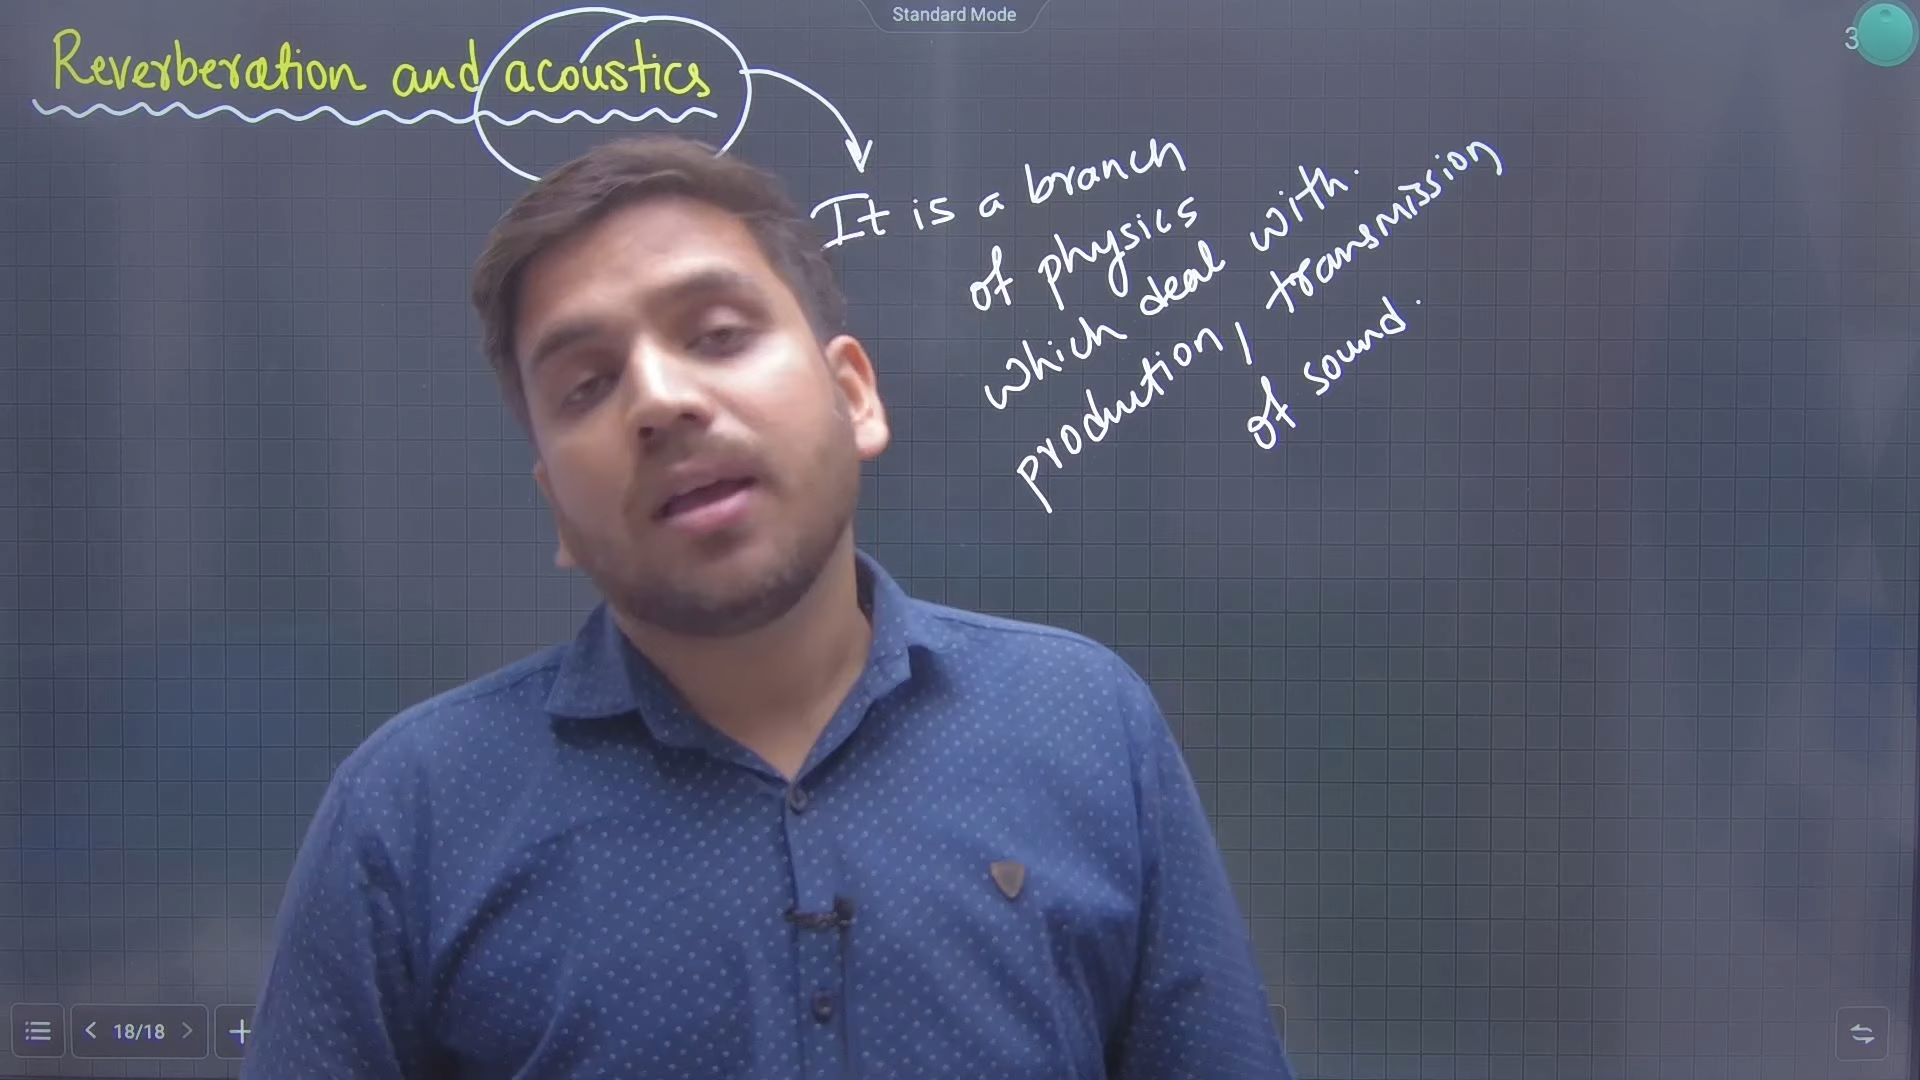 Standard Mode
3
Reverberation and acoustics
It is a branch
of physics
which deal with.
production, transmission
of sound.
18/18